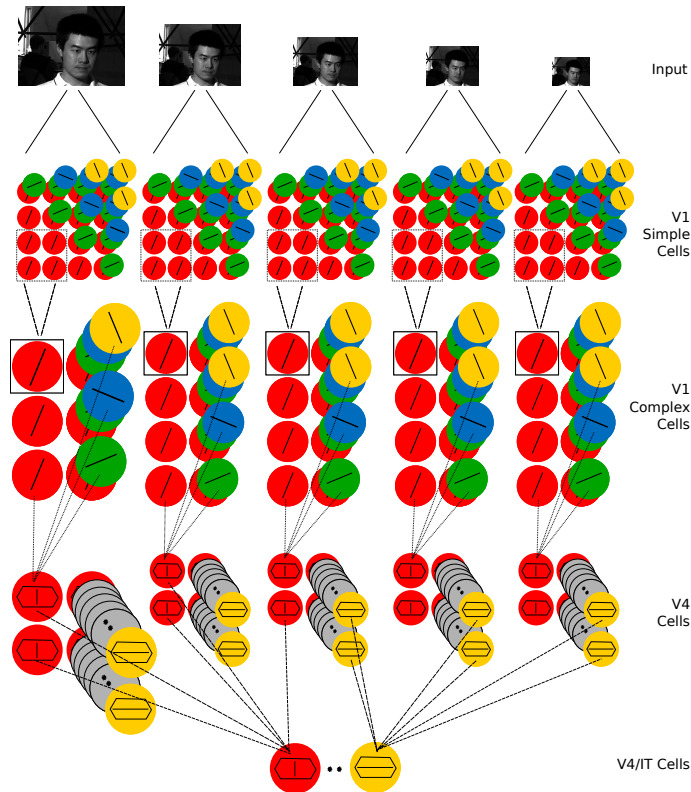 Input
V1
Simple
Cells
V1
Complex
Cells
V4
Cells
V4/IT Cells